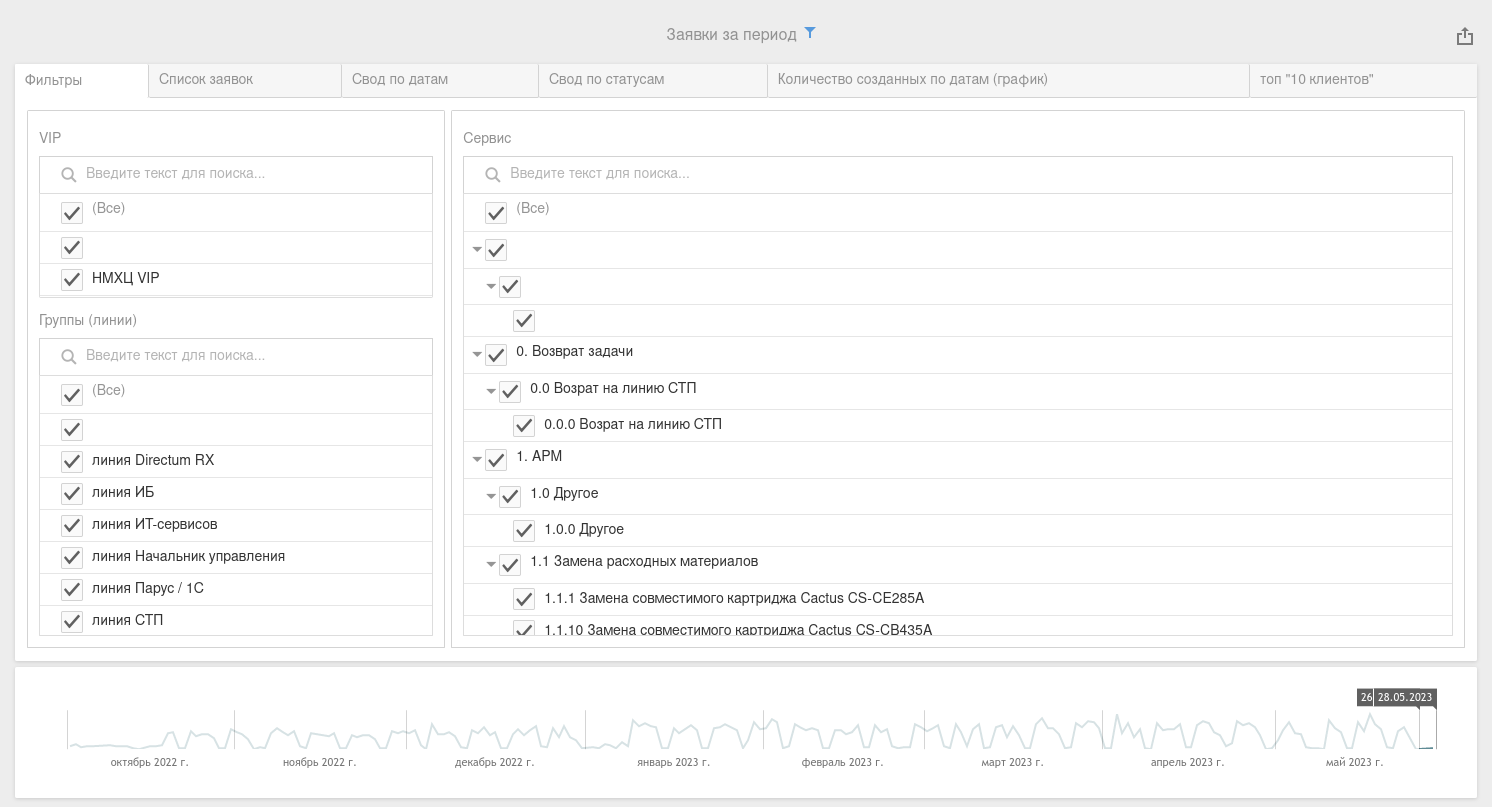 Заявки за период
Фильтры
Список заявок
Свод по датам
Свод по статусам
Количество созданных по датам (график)
топ "10 клиентов"
VIP
Введите текст для поиска...
(Все)
НМХЦ VIP
Группы (линии)
Введите текст для поиска...
(Все)
линия Directum RX
линия ИБ
линия ИТ-сервисов
линия Начальник управления
линия Парус / 1С
линия СТП
Сервис
Введите текст для поиска...
(Все)
0. Возврат задачи
0.0 Возрат на линию СТП
0.0.0 Возрат на линию СТП
1. АРМ
1.0 Другое
1.0.0 Другое
1.1 Замена расходных материалов
1.1.1 Замена совместимого картриджа Cactus CS-CE285A
1.1.10 Замена совместимого картриджа Cactus CS-CB435A
26 28.05.2023
октябрь 2022 г.
ноябрь 2022 г.
декабрь 2022 г.
январь 2023 г.
февраль 2023 г.
март 2023 г.
апрель 2023 г.
май 2023 г.